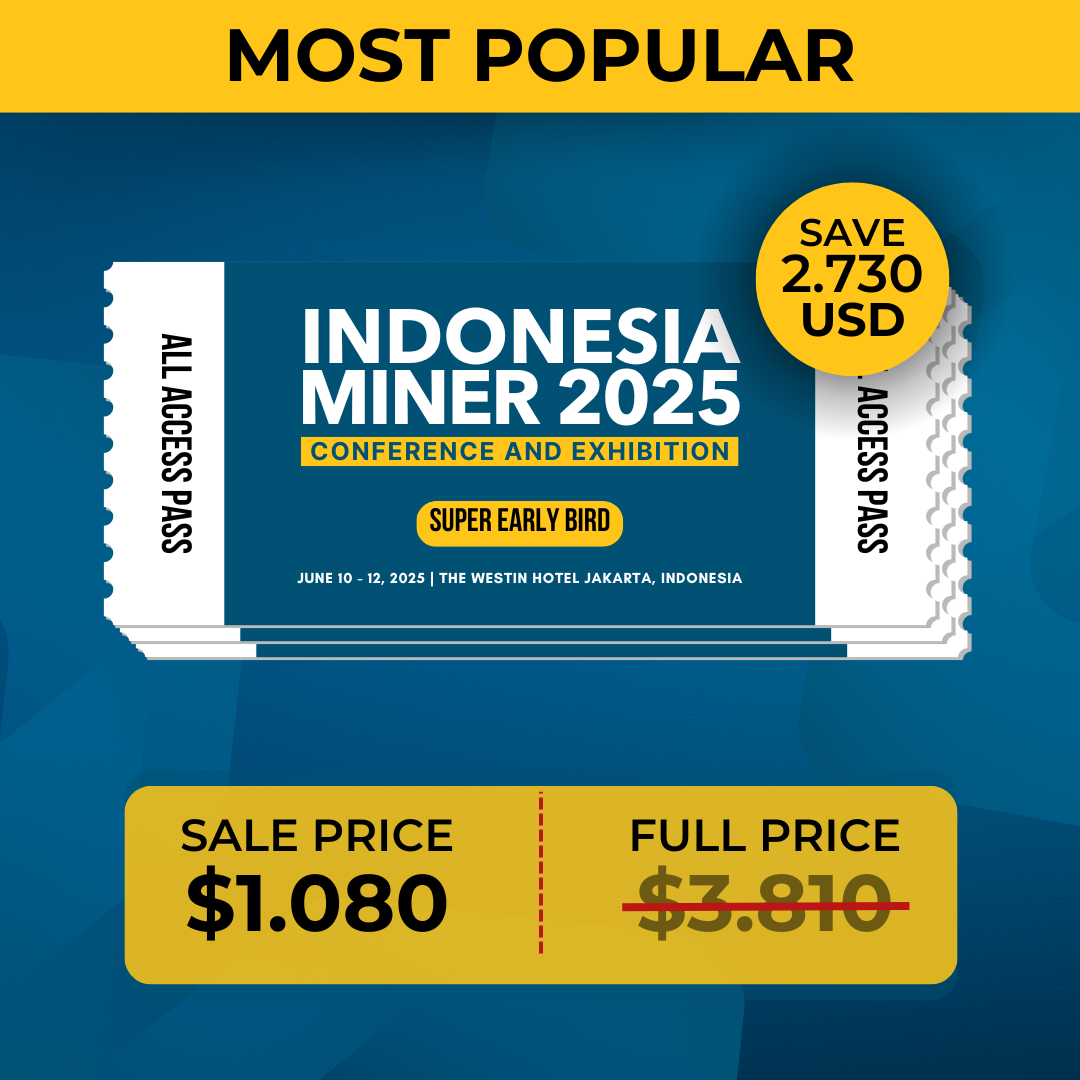 MOST POPULAR
SAVE
2.730
USD
ALL ACCESS PASS
INDONESIA
MINER 2025
CONFERENCE AND EXHIBITION
SUPER EARLY BIRD
JUNE 10 - 12, 2025 | THE WESTIN HOTEL JAKARTA, INDONESIA
ACCESS PASS
SALE PRICE
$1.080
FULL PRICE
$3.810